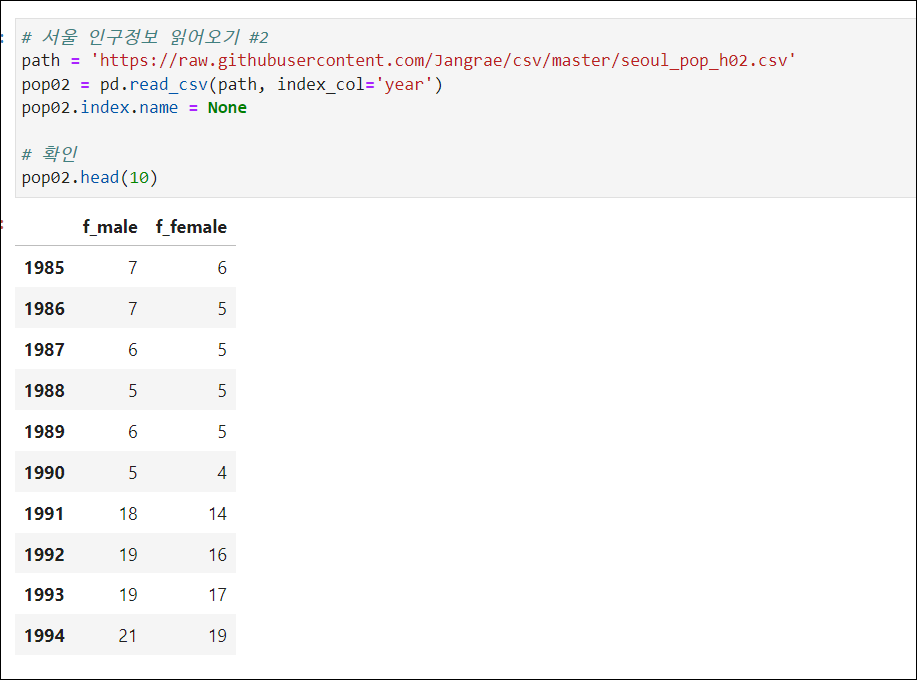 # 서울 인구정보 읽어오기 #2
path = 'https://raw.githubusercontent.com/Jangrae/csv/master/seoul_pop_h02.csv'
pop02 = pd.read_csv(path, index_col='year')
pop02.index.name = None
# 확인
pop02.head(10)
f_male f_female
1985 7 6
1986 7 5
1987 6 5
1988 5 5
1989 6 5
1990 5 4
1991 18 14
1992 19 16
1993 19 17
1994 21 19